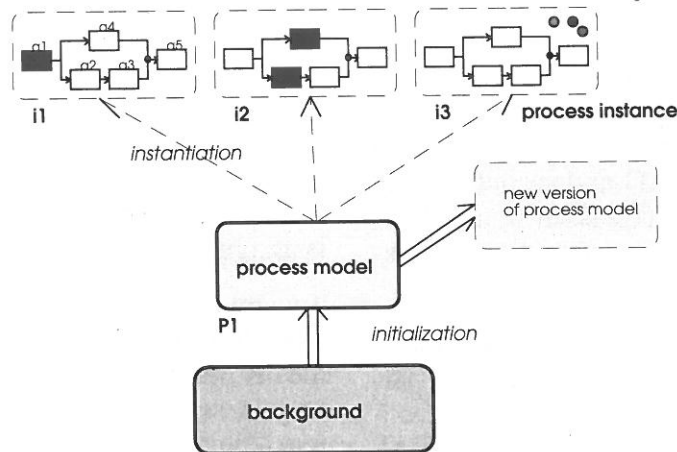 a1
a4
a2
a3
a5
i1
i2
i3
process instance
instantiation
new version
of process model
process model
P1
initialization
background